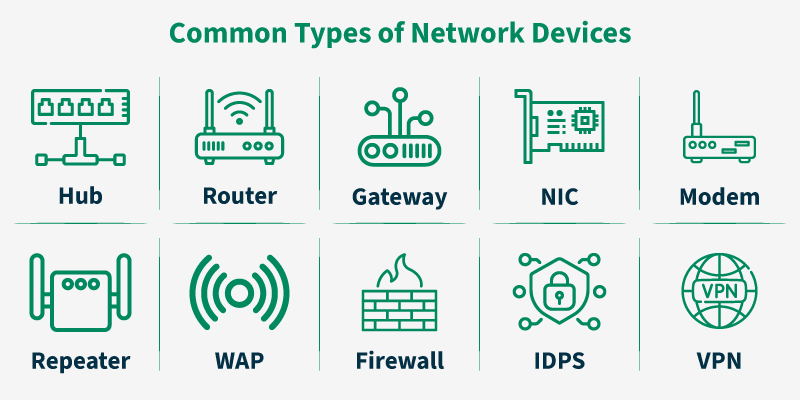 Common Types of Network Devices
Hub
Router
Gateway
NIC
Modem
Repeater
WAP
Firewall
IDPS
VPN
VPN